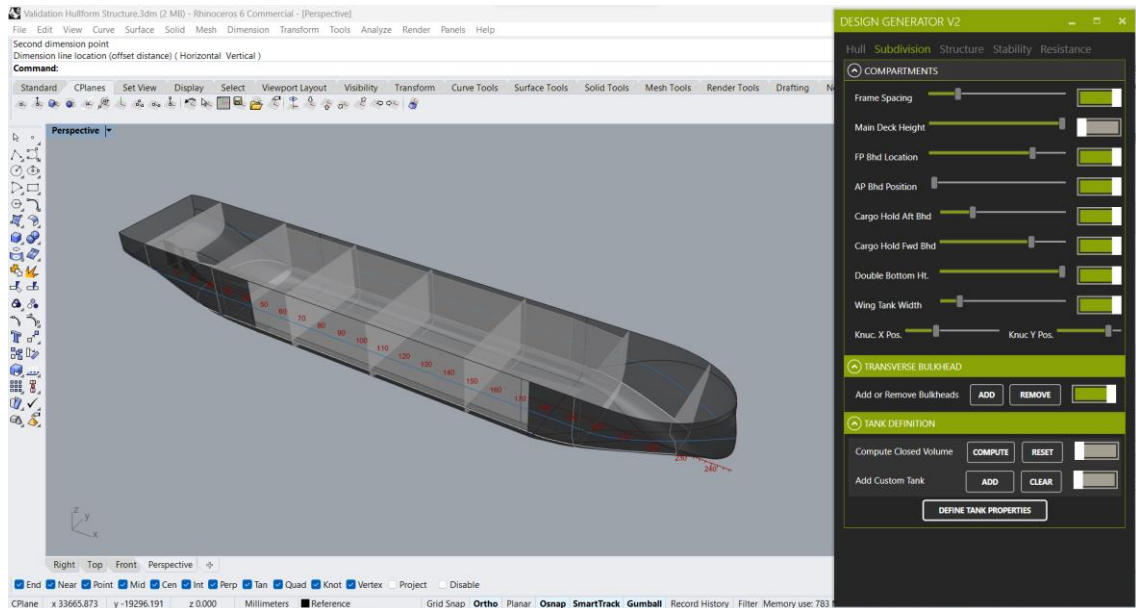 Validation Hullform Structure.3dm (2 MB) - Rhinoceros 6 Commercial - [Perspective]
File Edit View Curve Surface Solid Mesh Dimension Transform Tools Analyze Render Panels Help
Second dimension point
Dimension line location (offset distance) ( Horizontal Vertical )
Command:
Standard CPlanes Set View Display Select Viewport Layout Visibility Transform Curve Tools Surface Tools Solid Tools Mesh Tools Render Tools Drafting
Perspective
50
60
70
80
90
100
110
120
130
140
150
160
170
230
240
z
y
x
Right Top Front Perspective
End Near Point Mid Cen Int Perp Tan Quad Knot Vertex Project Disable
CPlane x 33665.873 y -19296.191 z 0.000 Millimeters Reference Grid Snap Ortho Planar Osnap SmartTrack Gumball Record History Filter Memory use: 783
DESIGN GENERATOR V2
Hull Subdivision Structure Stability Resistance
COMPARTMENTS
Frame Spacing
Main Deck Height
FP Bhd Location
AP Bhd Position
Cargo Hold Aft Bhd
Cargo Hold Fwd Bhd
Double Bottom Ht.
Wing Tank Width
Knuc. X Pos. Knuc Y Pos.
TRANSVERSE BULKHEAD
Add or Remove Bulkheads ADD REMOVE
TANK DEFINITION
Compute Closed Volume COMPUTE RESET
Add Custom Tank ADD CLEAR
DEFINE TANK PROPERTIES